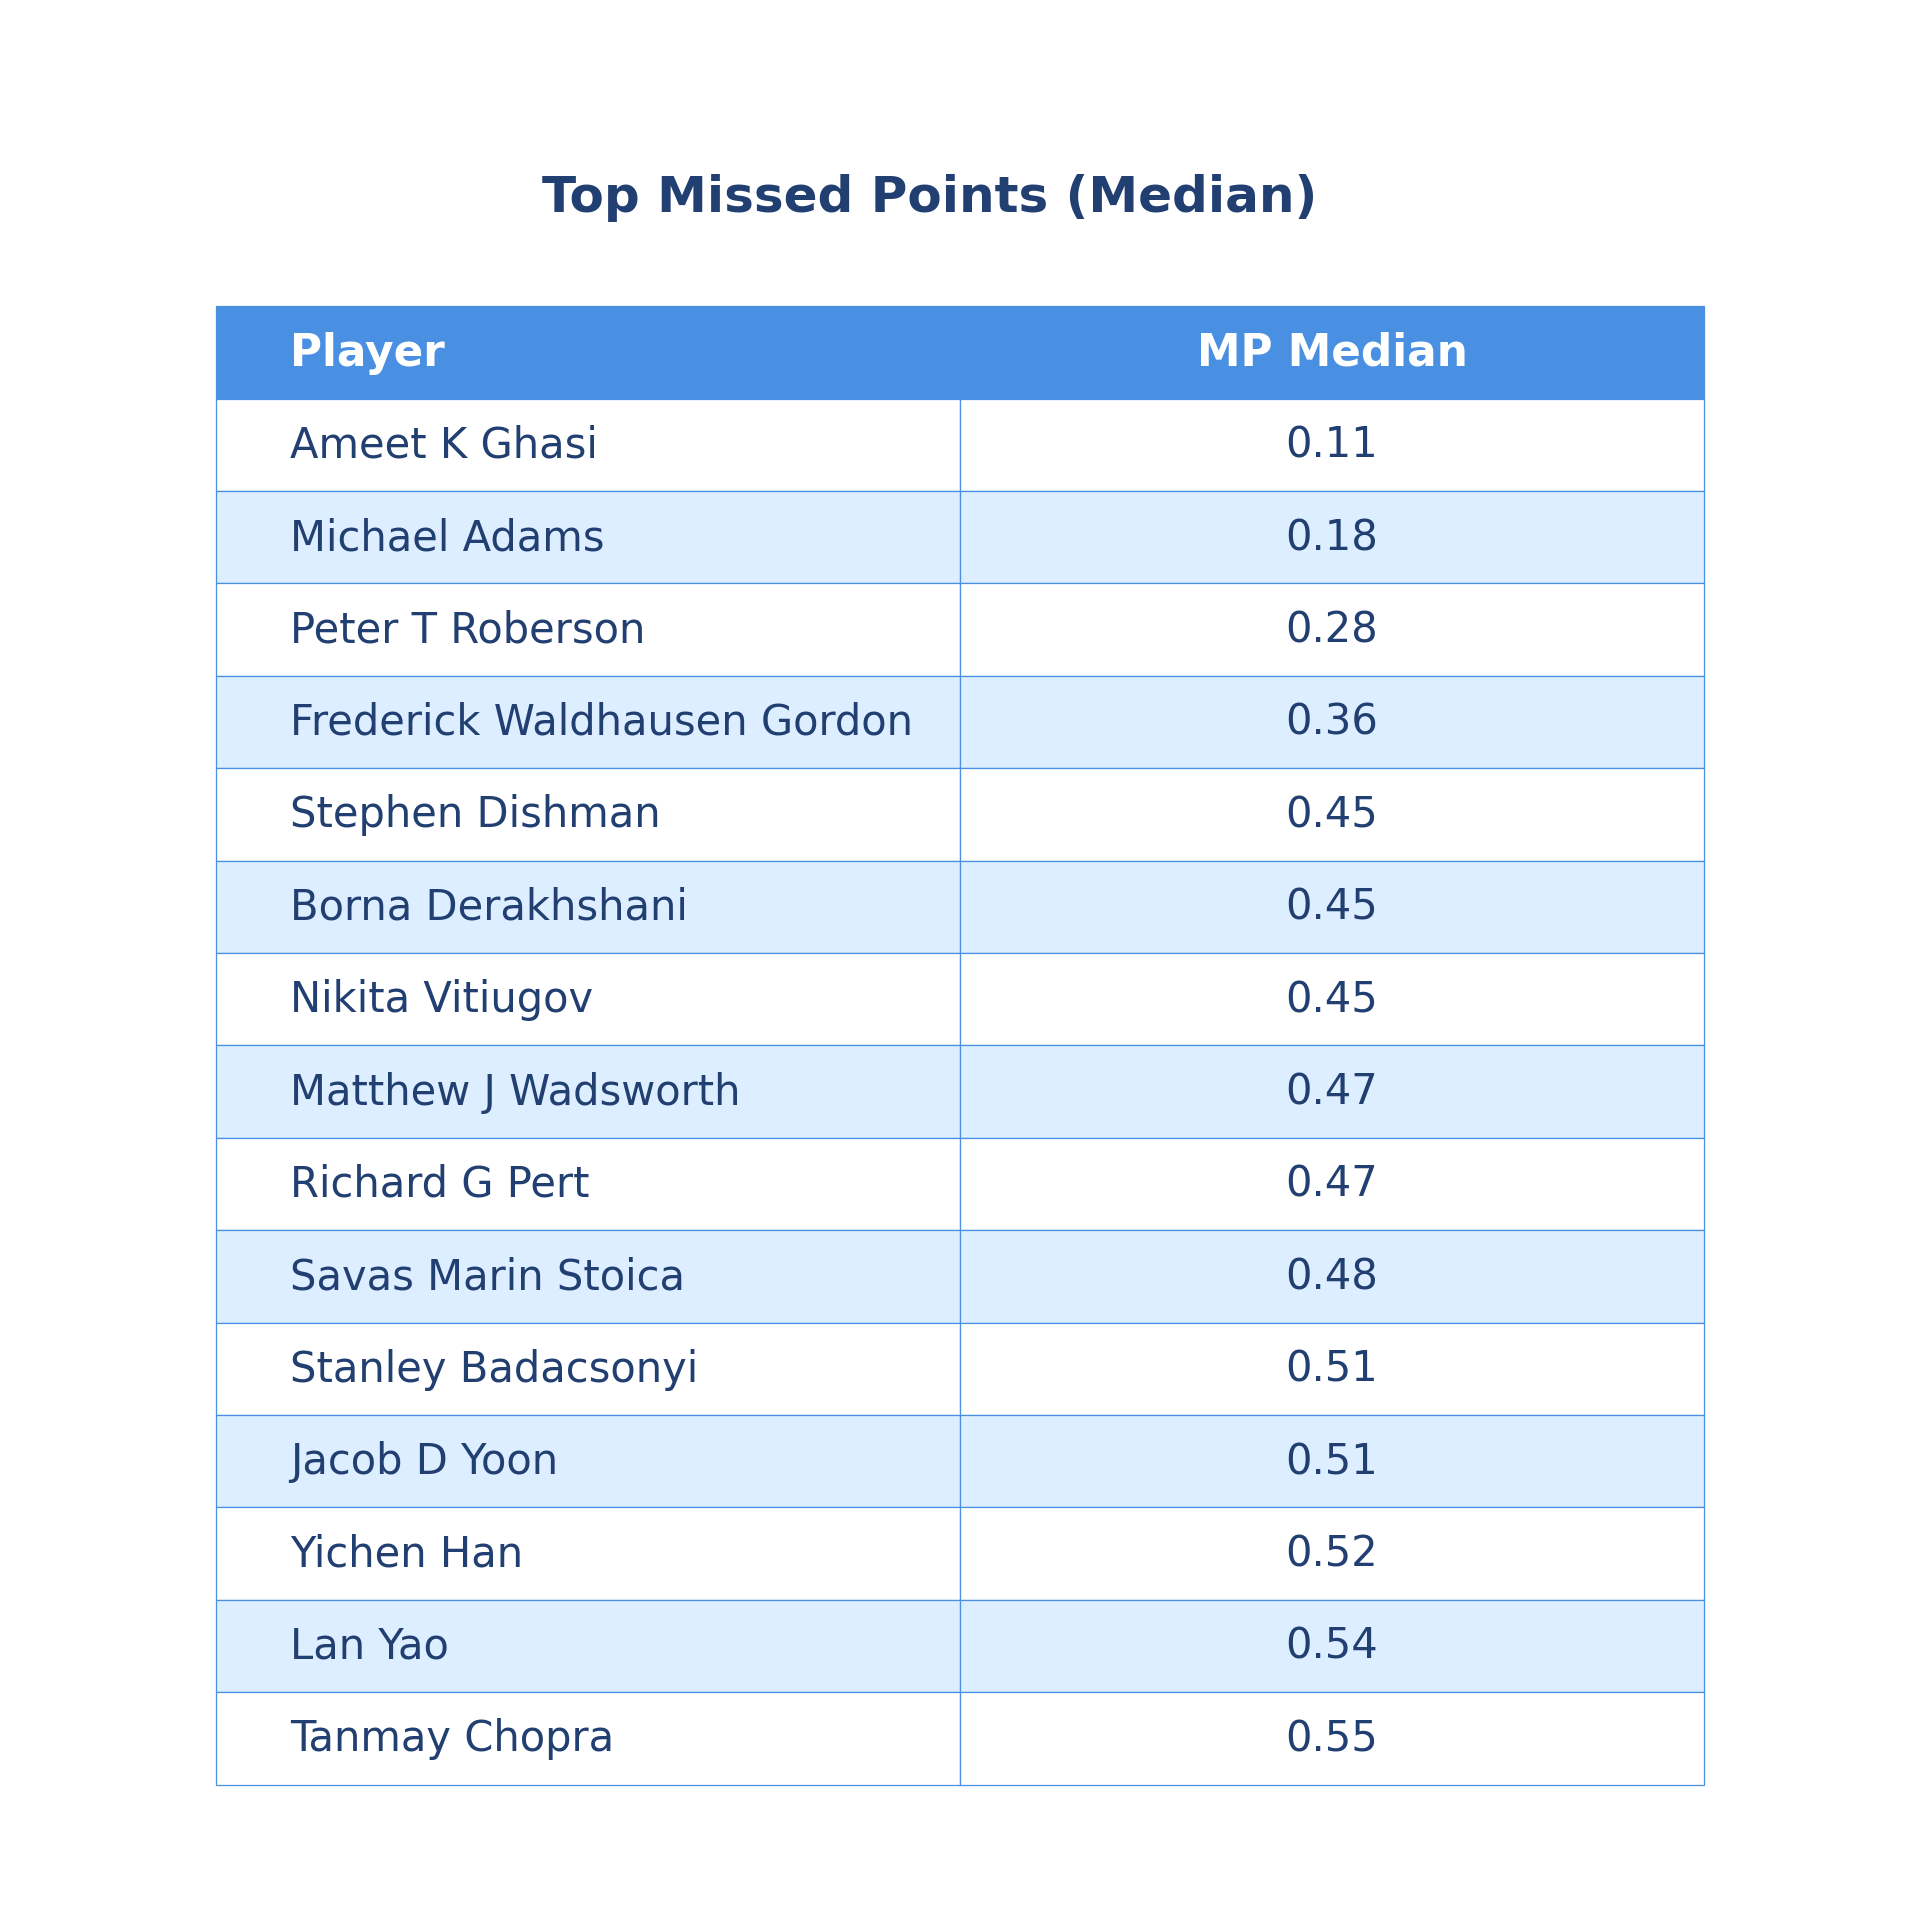 Top Missed Points (Median)
Player MP Median
Ameet K Ghasi 0.11
Michael Adams 0.18
Peter T Roberson 0.28
Frederick Waldhausen Gordon 0.36
Stephen Dishman 0.45
Borna Derakhshani 0.45
Nikita Vitiugov 0.45
Matthew J Wadsworth 0.47
Richard G Pert 0.47
Savas Marin Stoica 0.48
Stanley Badacsonyi 0.51
Jacob D Yoon 0.51
Yichen Han 0.52
Lan Yao 0.54
Tanmay Chopra 0.55